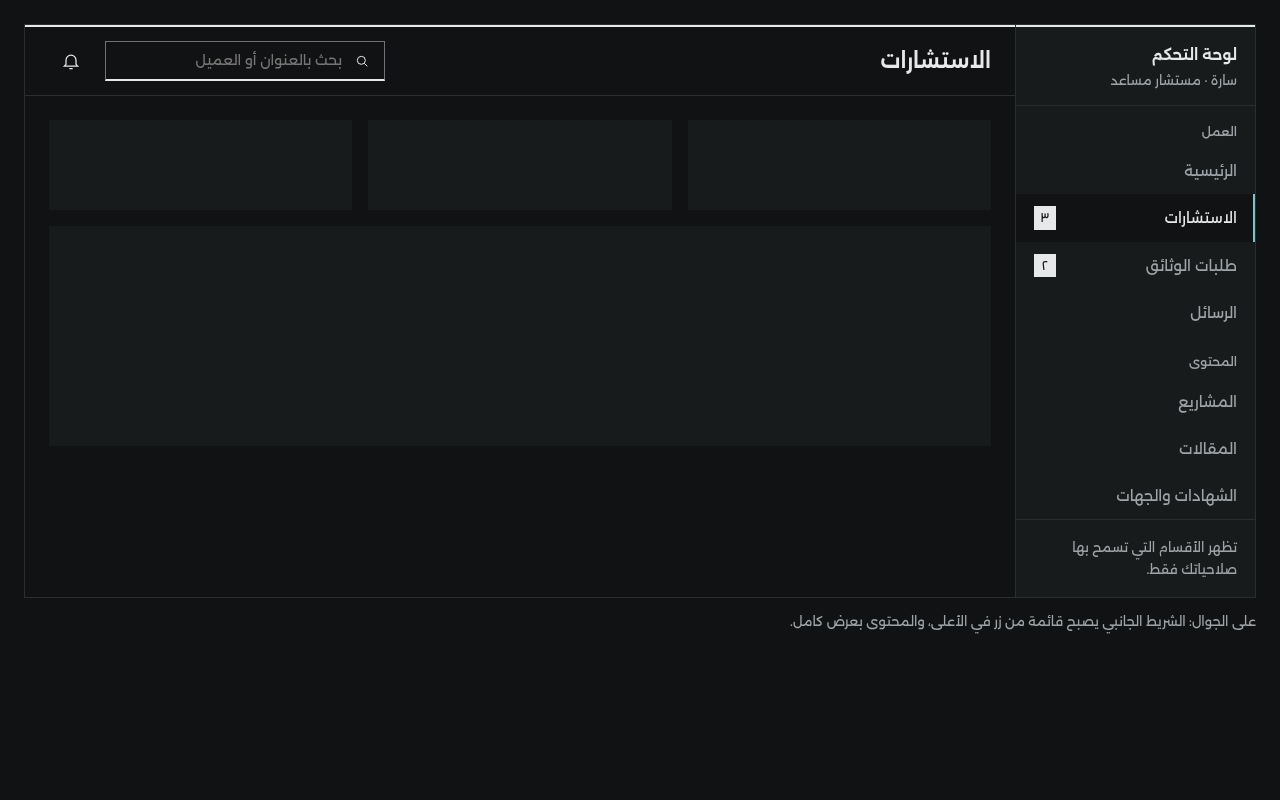 لوحة التحكم
سارة · مستشار مساعد
العمل
الرئيسية
الاستشارات
٣
طلبات الوثائق
٢
الرسائل
المحتوى
المشاريع
المقالات
الشهادات والجهات
تظهر الأقسام التي تسمح بها
صلاحياتك فقط.
الاستشارات
بحث بالعنوان أو العميل
على الجوال: الشريط الجانبي يصبح قائمة من زر في الأعلى، والمحتوى بعرض كامل.